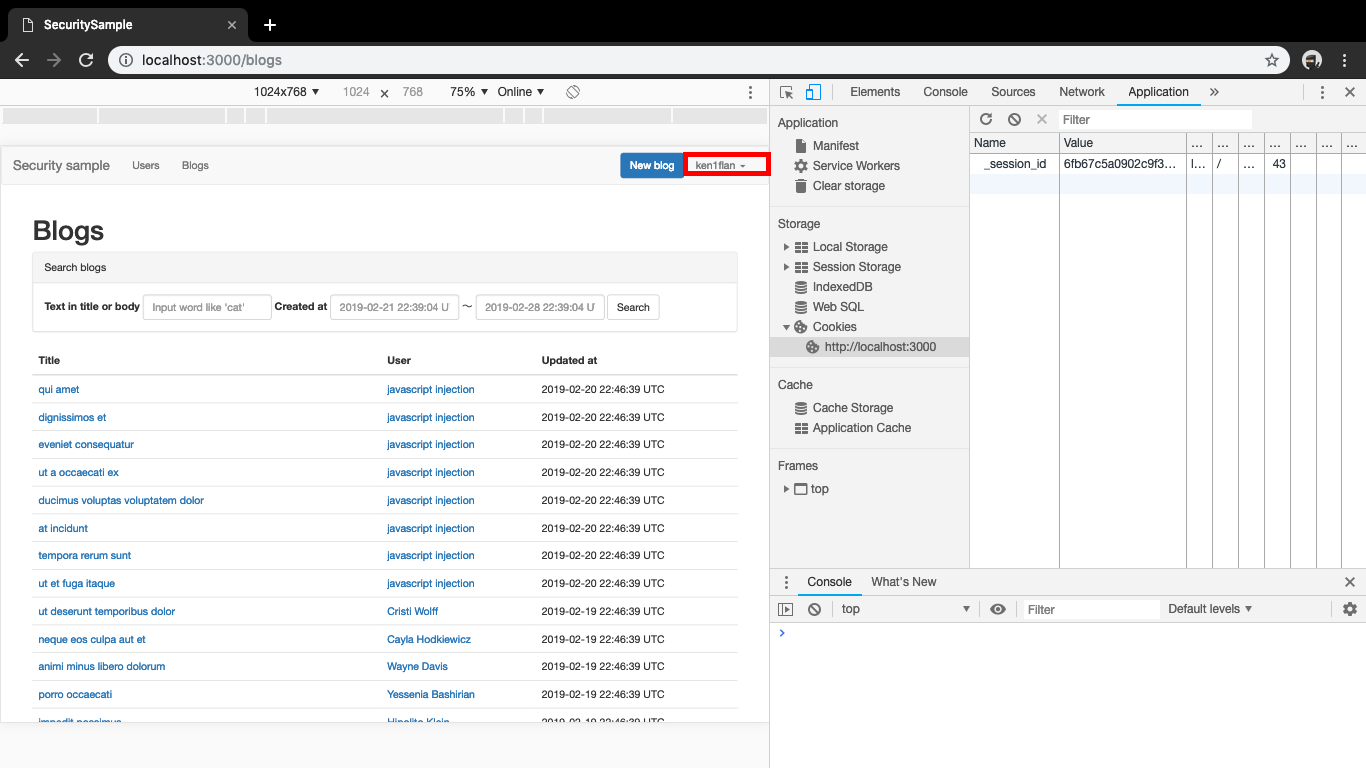 SecuritySample
localhost:3000/blogs
1024x768 ▼ 1024 × 768 75% ▼ Online ▼
Security sample Users Blogs New blog ken1flan
Blogs
Search blogs
Text in title or body Input word like 'cat' Created at 2019-02-21 22:39:04 U ~ 2019-02-28 22:39:04 U Search
Title User Updated at
qui amet javascript injection 2019-02-20 22:46:39 UTC
dignissimos et javascript injection 2019-02-20 22:46:39 UTC
eveniet consequatur javascript injection 2019-02-20 22:46:39 UTC
ut a occaecati ex javascript injection 2019-02-20 22:46:39 UTC
ducimus voluptas voluptatem dolor javascript injection 2019-02-20 22:46:39 UTC
at incidunt javascript injection 2019-02-20 22:46:39 UTC
tempora rerum sunt javascript injection 2019-02-20 22:46:39 UTC
ut et fuga itaque javascript injection 2019-02-20 22:46:39 UTC
ut deserunt temporibus dolor Cristi Wolff 2019-02-19 22:46:39 UTC
neque eos culpa aut et Cayla Hodkiewicz 2019-02-19 22:46:39 UTC
animi minus libero dolorum Wayne Davis 2019-02-19 22:46:39 UTC
porro occaecati Yessenia Bashirian 2019-02-19 22:46:39 UTC
Elements Console Sources Network Application »
Application
Manifest
Service Workers
Clear storage
Storage
Local Storage
Session Storage
IndexedDB
Web SQL
Cookies
http://localhost:3000
Cache
Cache Storage
Application Cache
Frames
top
Filter
Name Value ... ... ... ... ... ... ...
_session_id 6fb67c5a0902c9f3... l... / ... 43
Console What's New
top ▼ Filter Default levels ▼